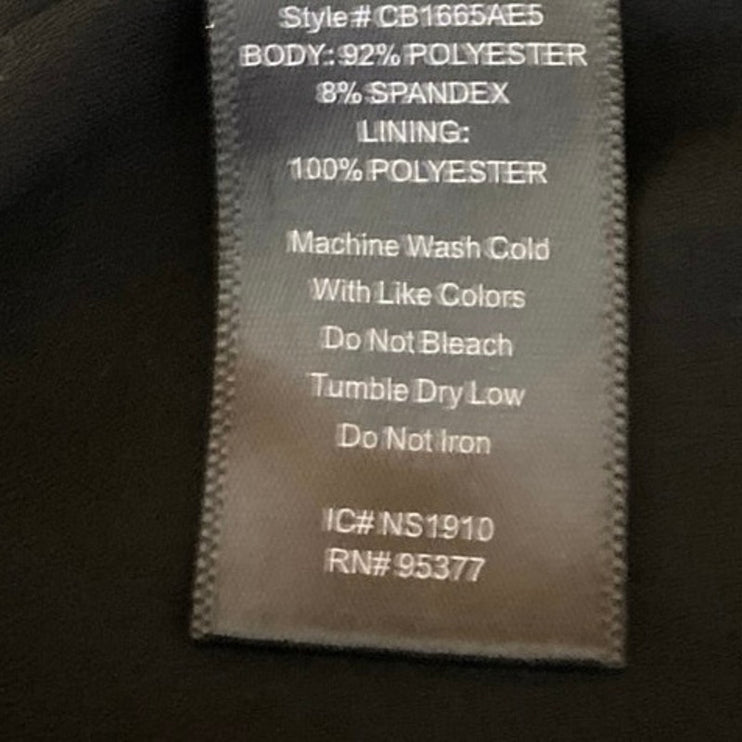 Style# CB1665AE5
BODY: 92% POLYESTER
8% SPANDEX
LINING:
100% POLYESTER
Machine Wash Cold
With Like Colors
Do Not Bleach
Tumble Dry Low
Do Not Iron
IC# NS1910
RN# 95377